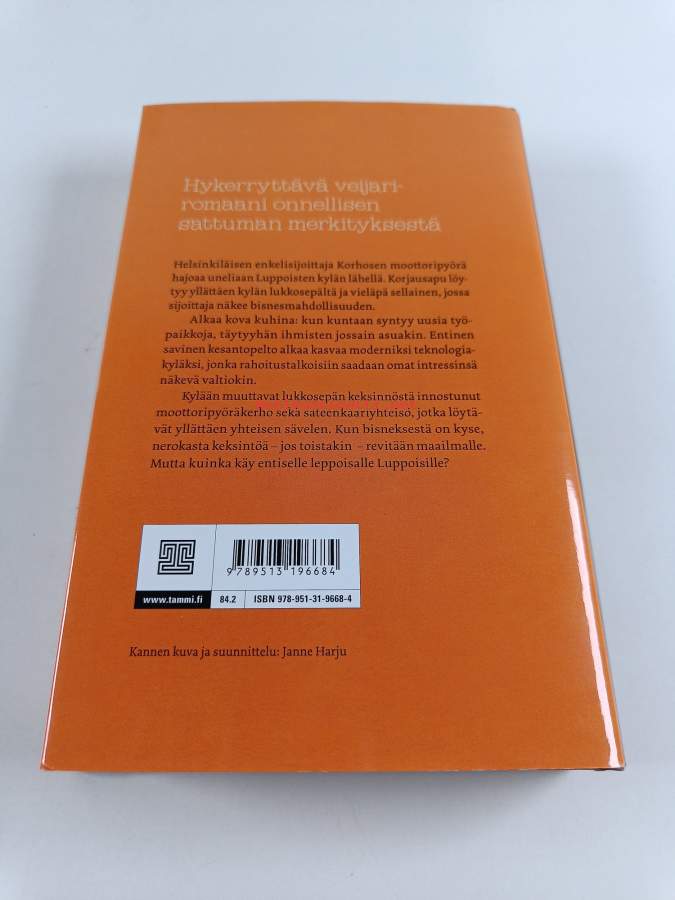 Hykerryttävä veijari-
romaani onnellisen
sattuman merkityksestä
Helsinkiläisen enkelisijoittaja Korhosen moottoripyörä
hajoaa uneliaan Luppoisten kylän lähellä. Korjausapu löy-
tyy yllättäen kylän lukkosepältä ja vieläpä sellainen, jossa
sijoittaja näkee bisnesmahdollisuuden.
Alkaa kova kuhina: kun kuntaan syntyy uusia työ-
paikkoja, täytyyhän ihmisten jossain asuakin. Entinen
savinen kesantopelto alkaa kasvaa moderniksi teknologia-
kyläksi, jonka rahoitustalkoisiin saadaan omat intressinsä
näkevä valtiokin.
Kylään muuttavat lukkosepän keksinnöstä innostunut
moottoripyöräkerho sekä sateenkaariyhteisö, jotka löytä-
vät yllättäen yhteisen sävelen. Kun bisneksestä on kyse,
nerokasta keksintöä – jos toistakin – revitään maailmalle.
Mutta kuinka käy entiselle leppoisalle Luppoisille?
9 789513 196684
www.tammi.fi 84.2 ISBN 978-951-31-9668-4
Kannen kuva ja suunnittelu: Janne Harju